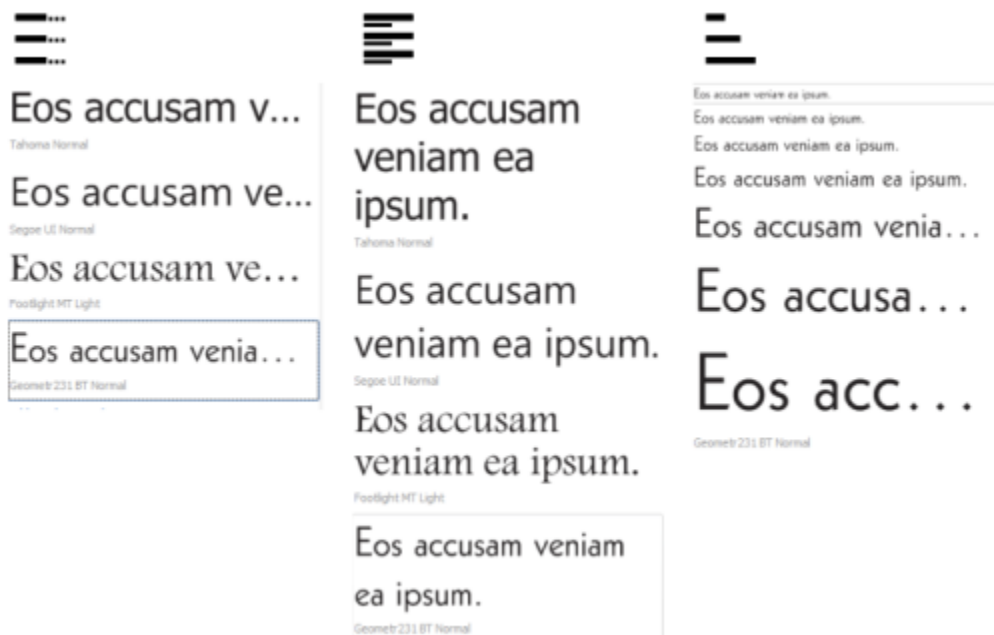 Eos accusam v...
Tahoma Normal
Eos accusam ve...
Segoe UI Normal
Eos accusam ve...
Footlight MT Light
Eos accusam venia...
Geometr231 BT Normal
Eos accusam
veniam ea
ipsum.
Tahoma Normal
Eos accusam
veniam ea ipsum.
Segoe UI Normal
Eos accusam
veniam ea ipsum.
Footlight MT Light
Eos accusam veniam
ea ipsum.
Geometr231 BT Normal
Eos accusam veniam ea ipsum.
Eos accusam veniam ea ipsum.
Eos accusam veniam ea ipsum.
Eos accusam veniam ea ipsum.
Eos accusam venia...
Eos accusa...
Eos acc...
Geometr231 BT Normal